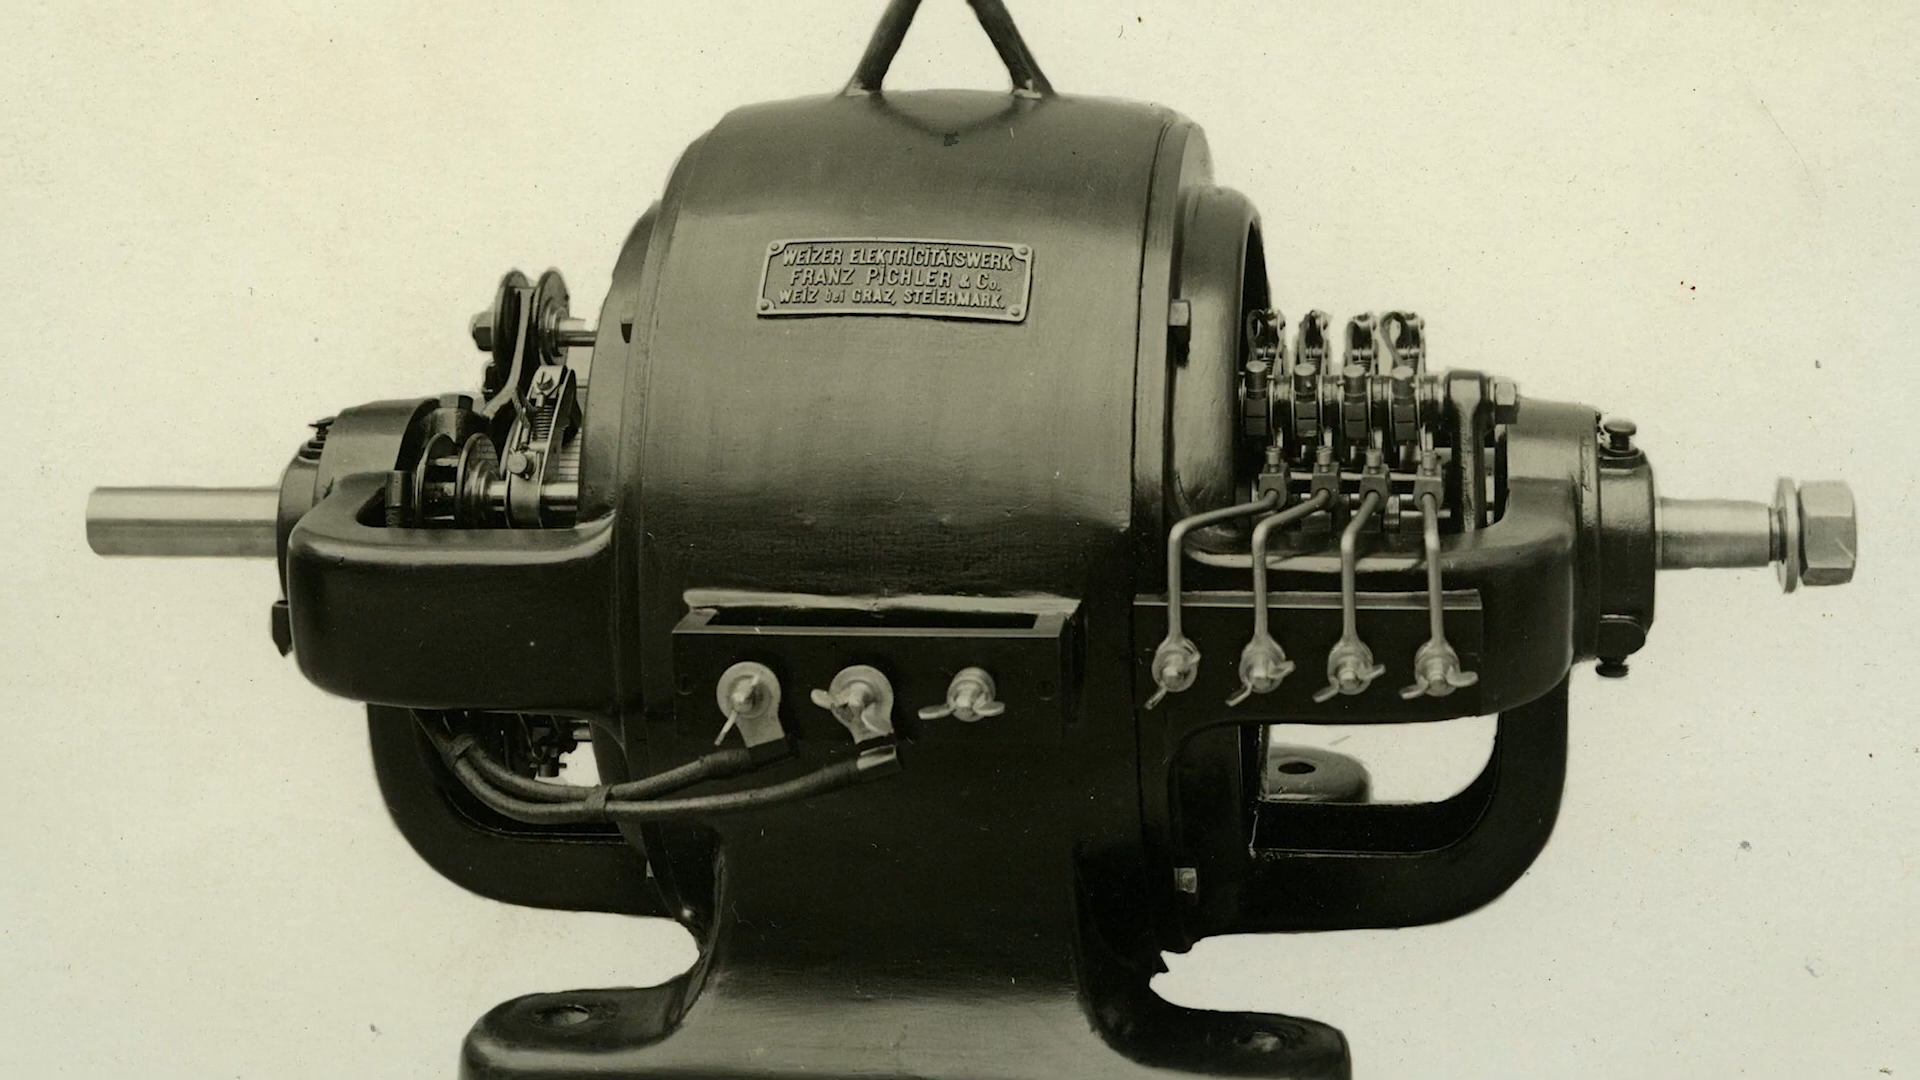 WEIZER ELEKTRICITÄTSWERK
FRANZ PICHLER & Co.
WEIZ bei GRAZ, STEIERMARK.